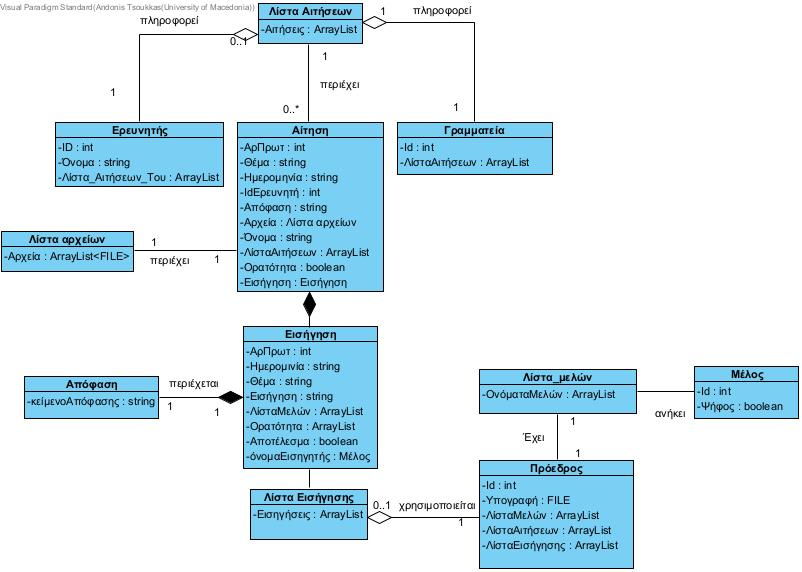 Visual Paradigm Standard(Andonis Tsoukkas(University of Macedonia))
Λίστα Αιτήσεων
-Αιτήσεις : ArrayList
πληροφορεί
0..1
1
1
πληροφορεί
1
1
περιέχει
0..*
Ερευνητής
-ID : int
-Όνομα : string
-Λίστα_Αιτήσεων_Του : ArrayList
Αίτηση
-ΑρΠρωτ : int
-Θέμα : string
-Ημερομηνία : string
-IdΕρευνητή : int
-Απόφαση : string
-Αρχεία : Λίστα αρχείων
-Όνομα : string
-ΛίσταΑιτήσεων : ArrayList
-Ορατότητα : boolean
-Εισήγηση : Εισήγηση
Γραμματεία
-Id : int
-ΛίσταΑιτήσεων : ArrayList
Λίστα αρχείων
-Αρχεία : ArrayList<FILE>
1
περιέχει
1
Εισήγηση
-ΑρΠρωτ : int
-Ημερομινία : string
-Θέμα : string
-Εισήγηση : string
-ΛίσταΜελών : ArrayList
-Ορατότητα : ArrayList
-Αποτέλεσμα : boolean
-όνομαΕισηγητής : Μέλος
Απόφαση
-κείμενοΑπόφασης : string
περιέχεται
1
1
Λίστα_μελών
-ΟνόματαΜελών : ArrayList
Μέλος
-Id : int
-Ψήφος : boolean
ανήκει
1
Έχει
1
Πρόεδρος
-Id : int
-Υπογραφή : FILE
-ΛίσταΜελών : ArrayList
-ΛίσταΑιτήσεων : ArrayList
-ΛίσταΕισήγησης : ArrayList
Λίστα Εισήγησης
-Εισηγήσεις : ArrayList
0..1
χρησιμοποιείται
1